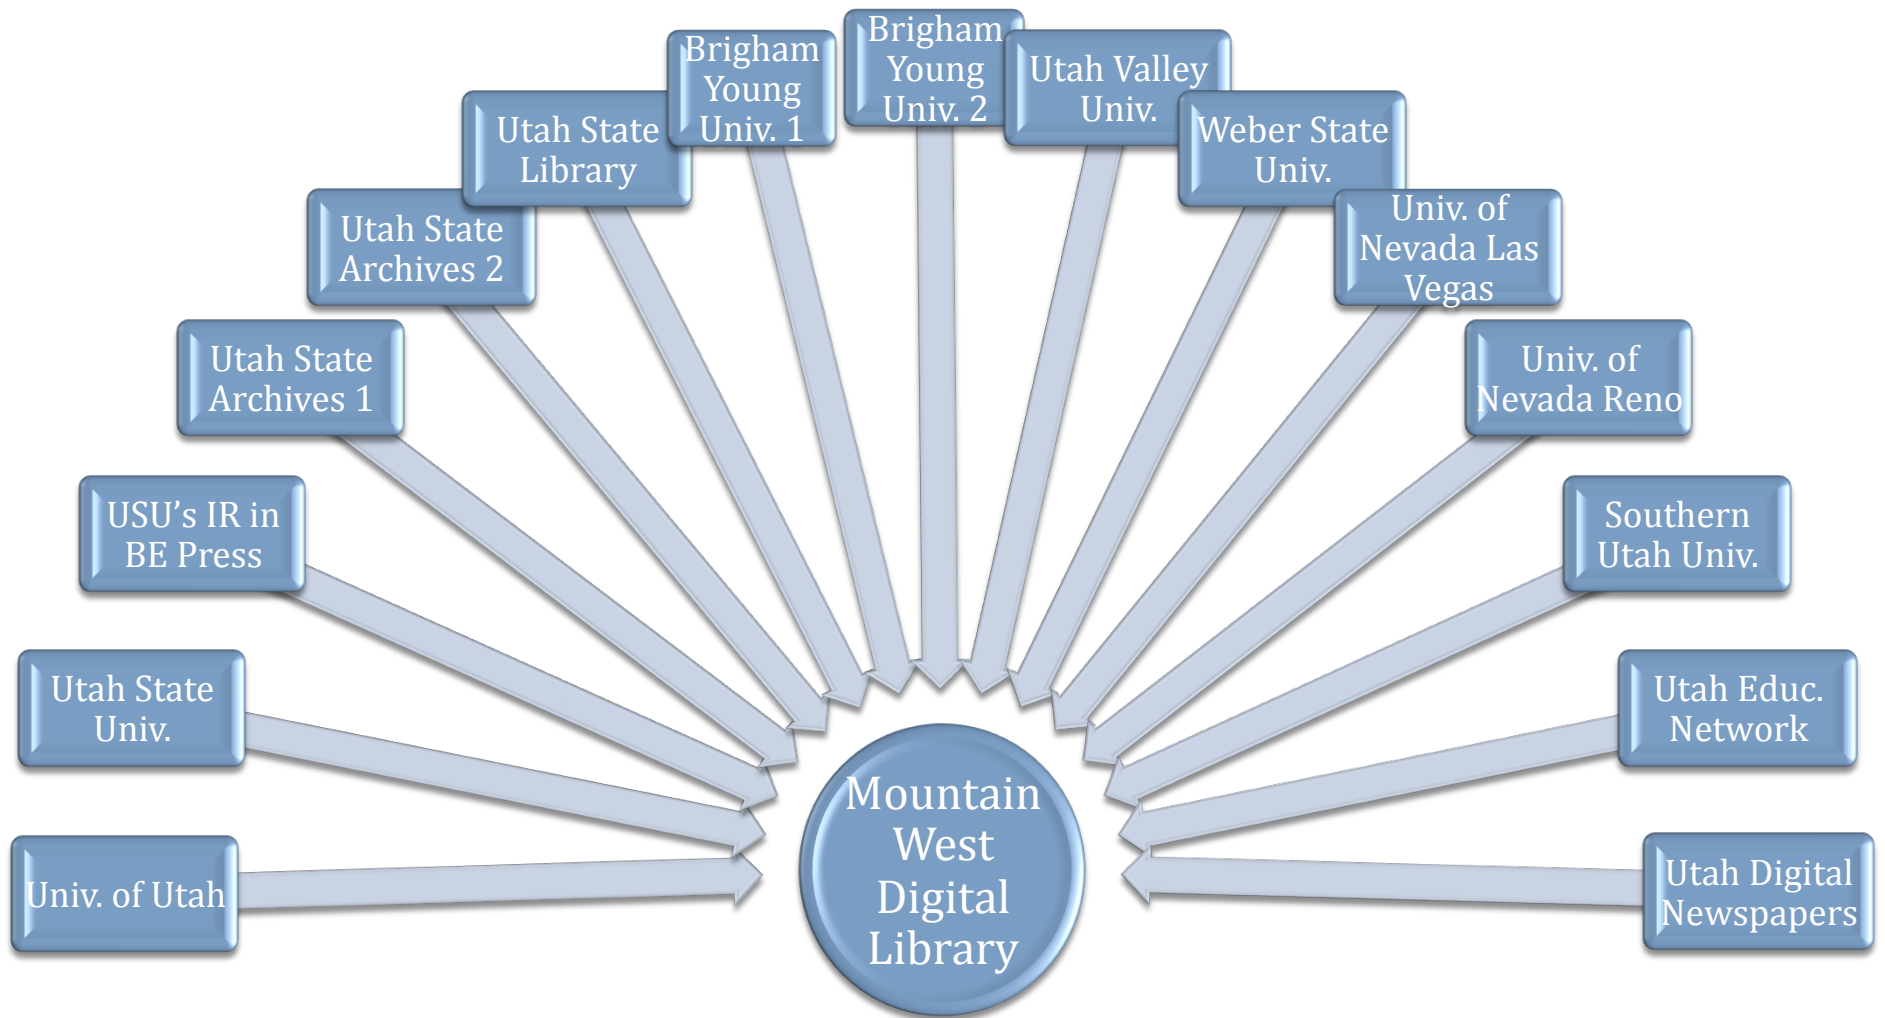 Univ. of Utah
Utah State
Univ.
USU's IR in
BE Press
Utah State
Archives 1
Utah State
Archives 2
Utah State
Library
Brigham
Young
Univ. 1
Brigham
Young
Univ. 2
Utah Valley
Univ.
Weber State
Univ.
Univ. of
Nevada Las
Vegas
Univ. of
Nevada Reno
Southern
Utah Univ.
Utah Educ.
Network
Utah Digital
Newspapers
Mountain
West
Digital
Library